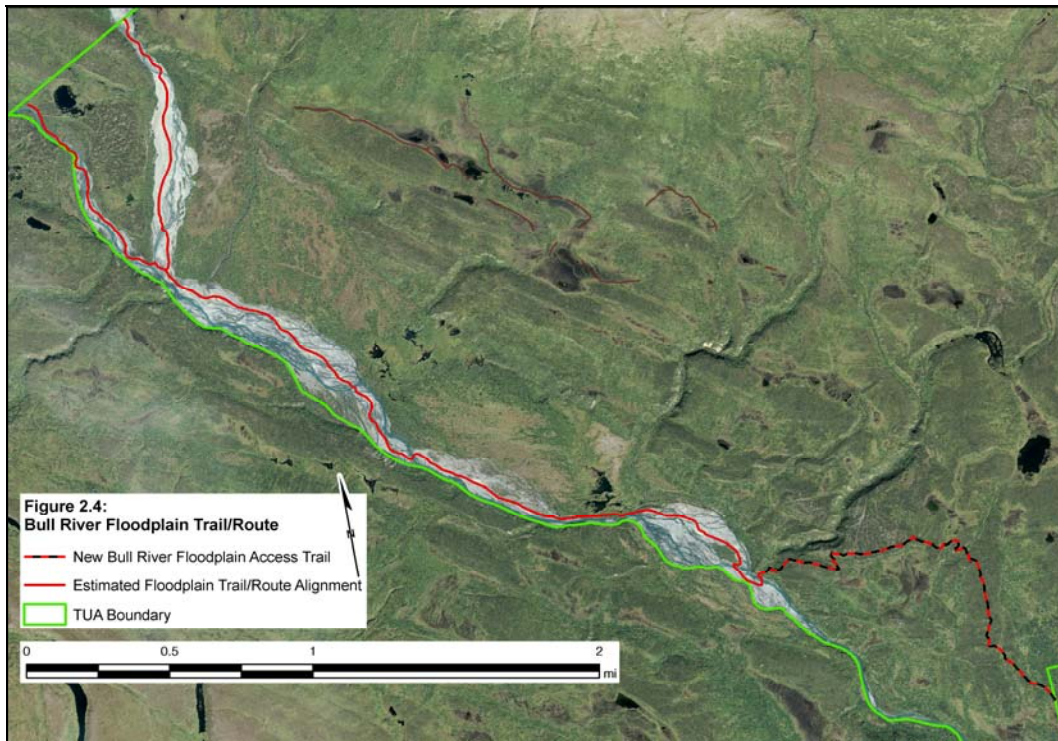 Figure 2.4:
Bull River Floodplain Trail/Route
N
New Bull River Floodplain Access Trail
Estimated Floodplain Trail/Route Alignment
TUA Boundary
0 0.5 1 2
mi